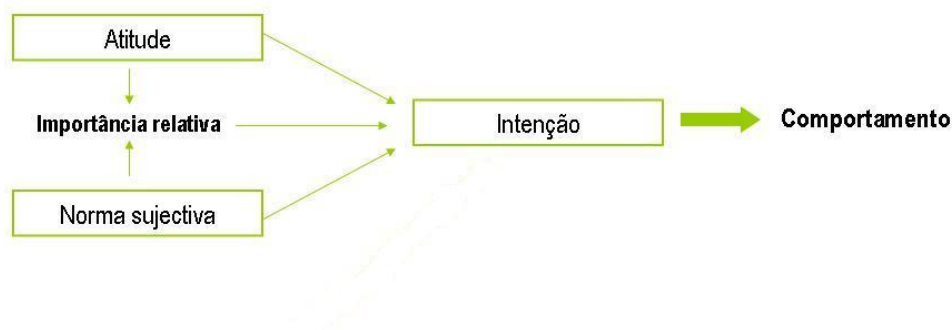 Atitude
Importância relativa
Intenção
Comportamento
Norma sujectiva